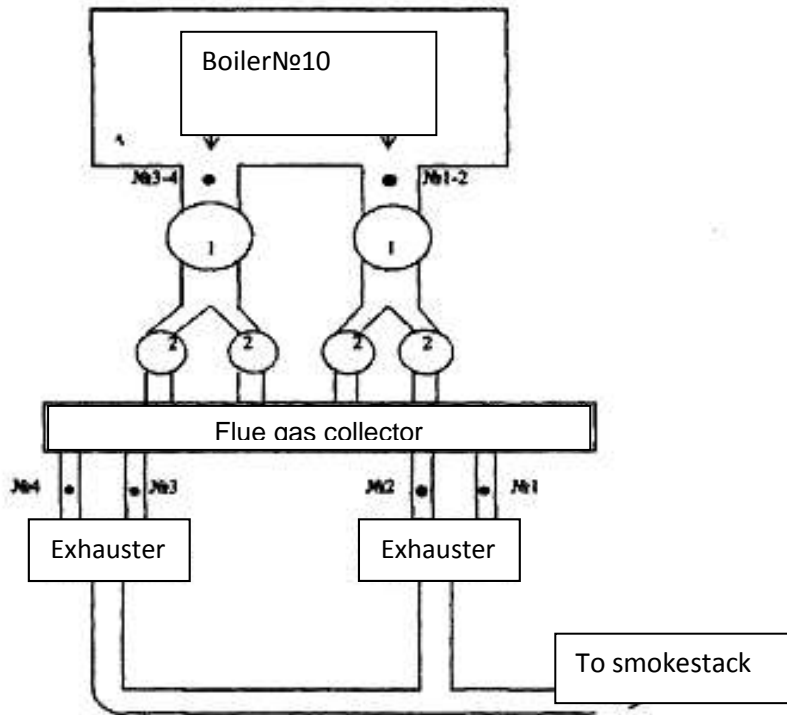 Boiler№10
№3-4
№1-2
1
1
2
2
2
2
Flue gas collector
№4
№3
№2
№1
Exhauster
Exhauster
To smokestack